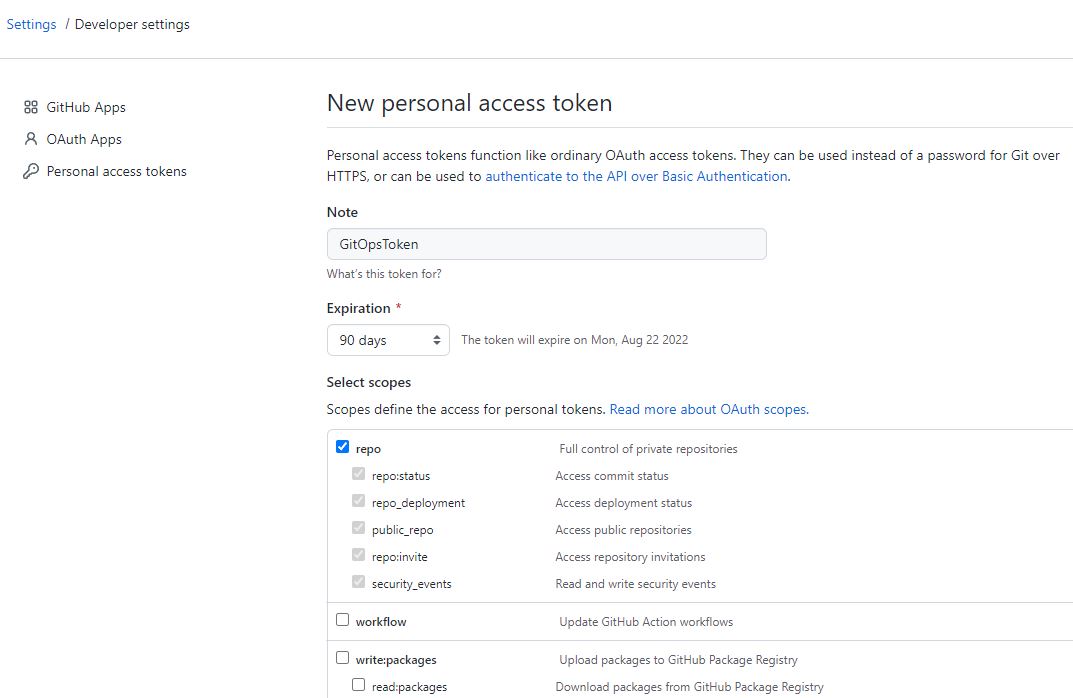 Settings / Developer settings
GitHub Apps
OAuth Apps
Personal access tokens
New personal access token
Personal access tokens function like ordinary OAuth access tokens. They can be used instead of a password for Git over
HTTPS, or can be used to authenticate to the API over Basic Authentication.
Note
GitOpsToken
What's this token for?
Expiration *
90 days The token will expire on Mon, Aug 22 2022
Select scopes
Scopes define the access for personal tokens. Read more about OAuth scopes.
repo Full control of private repositories
repo:status Access commit status
repo_deployment Access deployment status
public_repo Access public repositories
repo:invite Access repository invitations
security_events Read and write security events
workflow Update GitHub Action workflows
write:packages Upload packages to GitHub Package Registry
read:packages Download packages from GitHub Package Registry